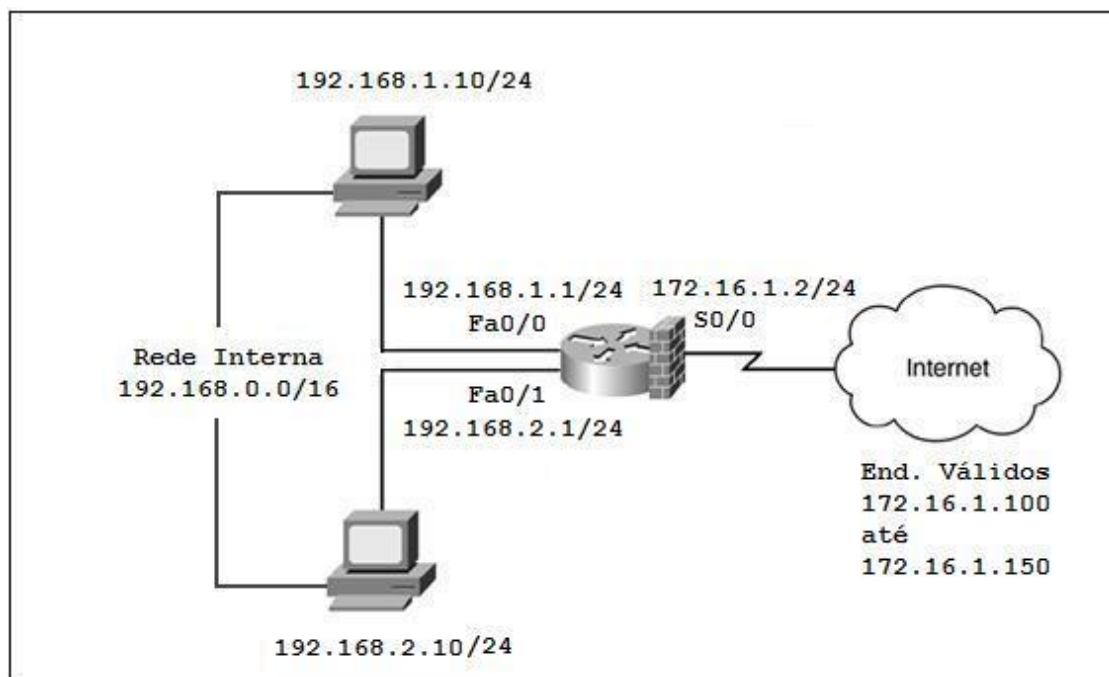 192.168.1.10/24
192.168.1.1/24
Fa0/0
172.16.1.2/24
S0/0
Rede Interna
192.168.0.0/16
Internet
Fa0/1
192.168.2.1/24
End. Válidos
172.16.1.100
até
172.16.1.150
192.168.2.10/24